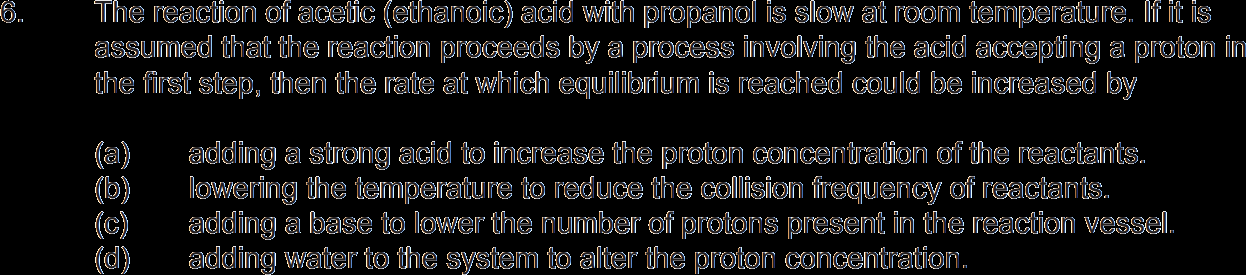 6. The reaction of acetic (ethanoic) acid with propanol is slow at room temperature. If it is
assumed that the reaction proceeds by a process involving the acid accepting a proton in
the first step, then the rate at which equilibrium is reached could be increased by
(a) adding a strong acid to increase the proton concentration of the reactants.
(b) lowering the temperature to reduce the collision frequency of reactants.
(c) adding a base to lower the number of protons present in the reaction vessel.
(d) adding water to the system to alter the proton concentration.